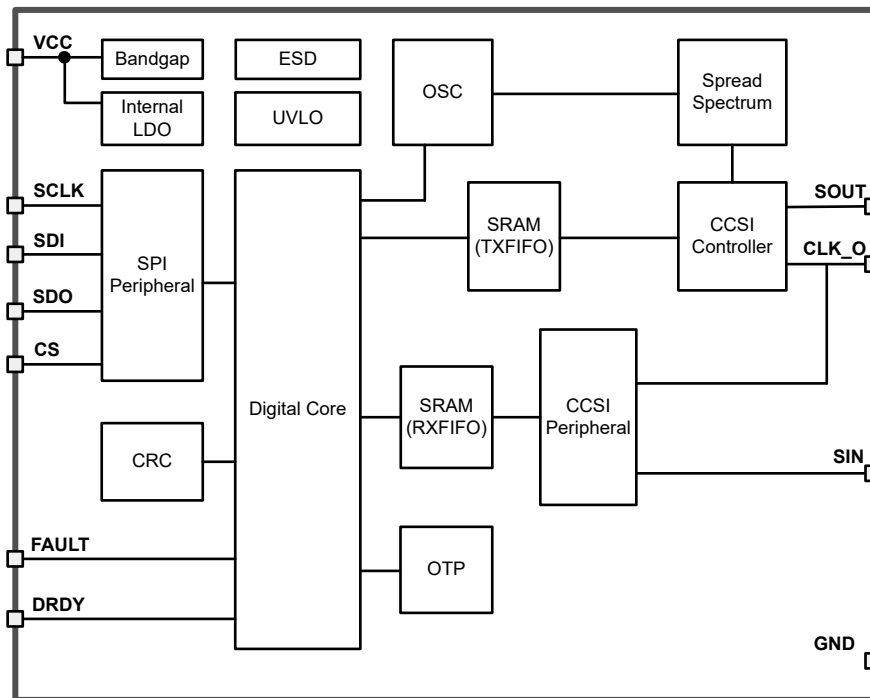 VCC
Bandgap
ESD
Internal
LDO
UVLO
OSC
Spread
Spectrum
SCLK
SDI
SDO
CS
SPI
Peripheral
SRAM
(TXFIFO)
CCSI
Controller
SOUT
CLK_O
Digital Core
SRAM
(RXFIFO)
CCSI
Peripheral
SIN
CRC
FAULT
DRDY
OTP
GND